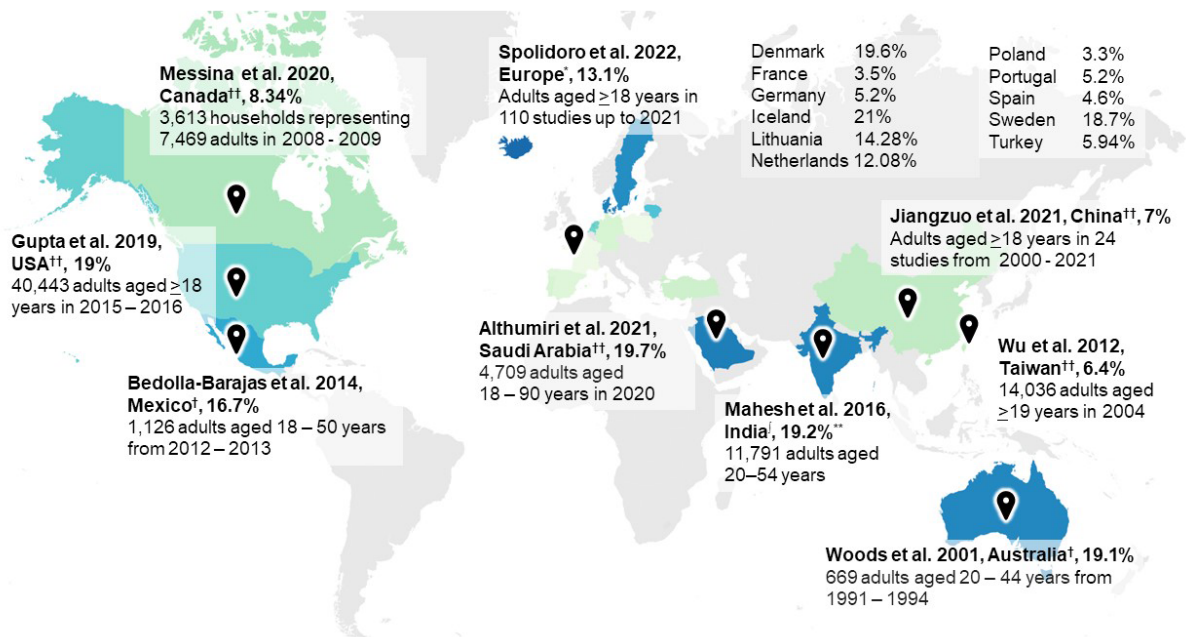 Messina et al. 2020,
Canada††, 8.34%
3,613 households representing
7,469 adults in 2008 - 2009
Spolidoro et al. 2022,
Europe*, 13.1%
Adults aged ≥18 years in
110 studies up to 2021
Denmark 19.6%
France 3.5%
Germany 5.2%
Iceland 21%
Lithuania 14.28%
Netherlands 12.08%
Poland 3.3%
Portugal 5.2%
Spain 4.6%
Sweden 18.7%
Turkey 5.94%
Gupta et al. 2019,
USA††, 19%
40,443 adults aged ≥18
years in 2015 – 2016
Jiangzuo et al. 2021, China††, 7%
Adults aged ≥18 years in 24
studies from 2000 - 2021
Bedolla-Barajas et al. 2014,
Mexico†, 16.7%
1,126 adults aged 18 – 50 years
from 2012 – 2013
Althumiri et al. 2021,
Saudi Arabia††, 19.7%
4,709 adults aged
18 – 90 years in 2020
Wu et al. 2012,
Taiwan††, 6.4%
14,036 adults aged
≥19 years in 2004
Mahesh et al. 2016,
India∫, 19.2%**
11,791 adults aged
20–54 years
Woods et al. 2001, Australia†, 19.1%
669 adults aged 20 – 44 years from
1991 – 1994